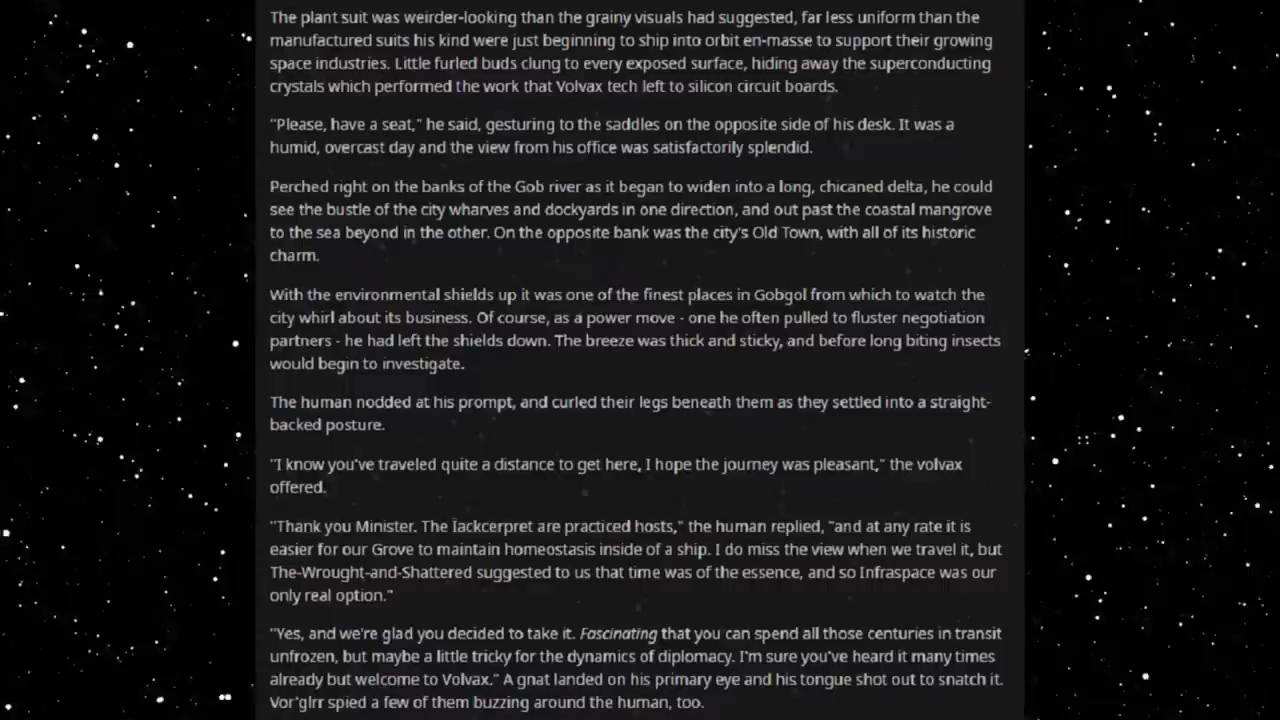 The plant suit was weirder-looking than the grainy visuals had suggested, far less uniform than the
manufactured suits his kind were just beginning to ship into orbit en-masse to support their growing
space industries. Little furled buds clung to every exposed surface, hiding away the superconducting
crystals which performed the work that Volvax tech left to silicon circuit boards.
"Please, have a seat," he said, gesturing to the saddles on the opposite side of his desk. It was a
humid, overcast day and the view from his office was satisfactorily splendid.
Perched right on the banks of the Gob river as it began to widen into a long, chicaned delta, he could
see the bustle of the city wharves and dockyards in one direction, and out past the coastal mangrove
to the sea beyond in the other. On the opposite bank was the city's Old Town, with all of its historic
charm.
With the environmental shields up it was one of the finest places in Gobgol from which to watch the
city whirl about its business. Of course, as a power move - one he often pulled to fluster negotiation
partners - he had left the shields down. The breeze was thick and sticky, and before long biting insects
would begin to investigate.
The human nodded at his prompt, and curled their legs beneath them as they settled into a straight-
backed posture.
"I know you've traveled quite a distance to get here, I hope the journey was pleasant," the volvax
offered.
"Thank you Minister. The Iackcerpret are practiced hosts," the human replied, "and at any rate it is
easier for our Grove to maintain homeostasis inside of a ship. I do miss the view when we travel it, but
The-Wrought-and-Shattered suggested to us that time was of the essence, and so Infraspace was our
only real option."
"Yes, and we're glad you decided to take it. Fascinating that you can spend all those centuries in transit
unfrozen, but maybe a little tricky for the dynamics of diplomacy. I'm sure you've heard it many times
already but welcome to Volvax." A gnat landed on his primary eye and his tongue shot out to snatch it.
Vor'glrr spied a few of them buzzing around the human, too.